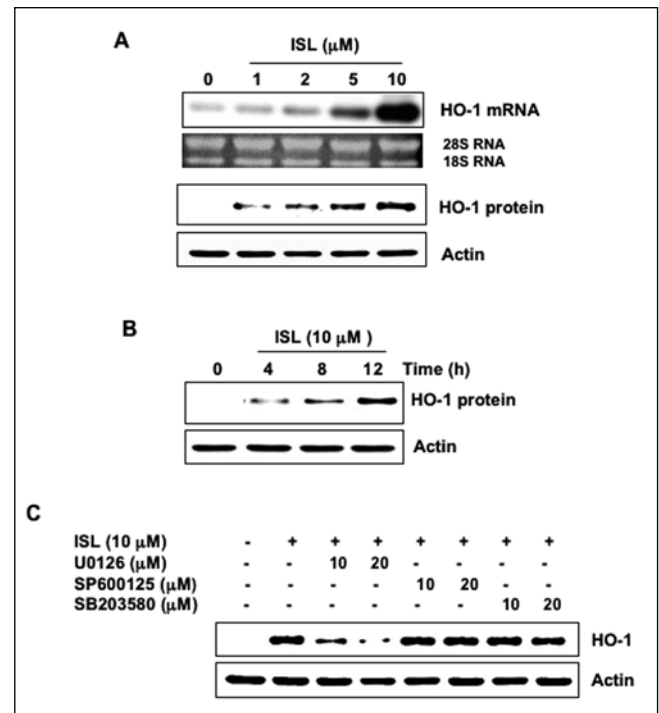 A
ISL (μM)
0 1 2 5 10
HO-1 mRNA
28S RNA
18S RNA
HO-1 protein
Actin
B
ISL (10 μM )
0 4 8 12 Time (h)
HO-1 protein
Actin
C
ISL (10 μM) - + + + + + + +
U0126 (μM) - - 10 20 - - - -
SP600125 (μM) - - - - 10 20 - -
SB203580 (μM) - - - - - - 10 20
HO-1
Actin